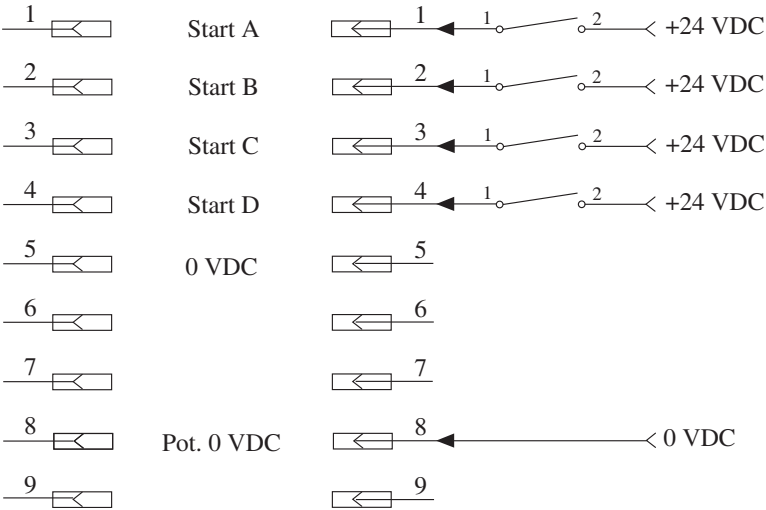 1 Start A 1 1 2 +24 VDC
2 Start B 2 1 2 +24 VDC
3 Start C 3 1 2 +24 VDC
4 Start D 4 1 2 +24 VDC
5 0 VDC 5
6 6
7 7
8 Pot. 0 VDC 8 0 VDC
9 9